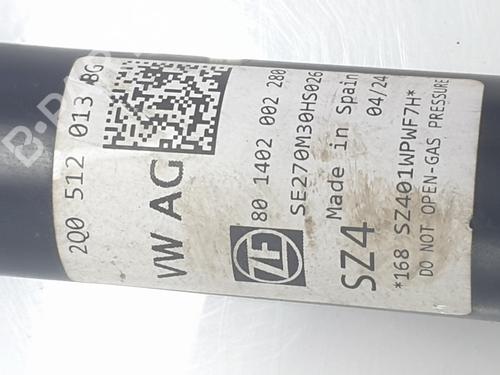 2Q0 512 013 BG
VW AG
ZF
80 1402 002 280
SE270M30HS026
Made in Spain
SZ4
04/24
*168 SZ401WPWF7H*
DO NOT OPEN-GAS PRESSURE